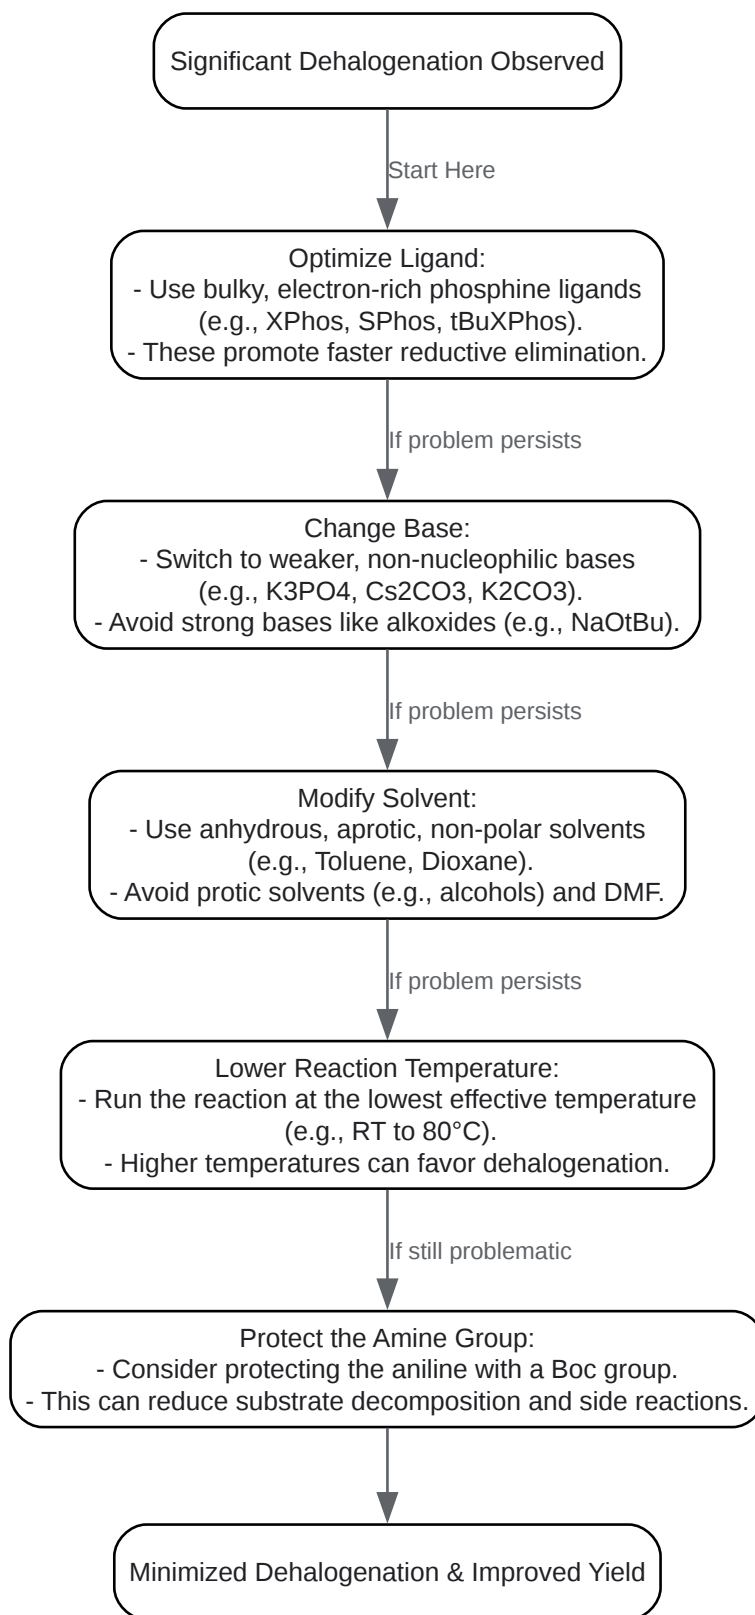 Significant Dehalogenation Observed
Start Here
Optimize Ligand:
- Use bulky, electron-rich phosphine ligands
(e.g., XPhos, SPhos, tBuXPhos).
- These promote faster reductive elimination.
If problem persists
Change Base:
- Switch to weaker, non-nucleophilic bases
(e.g., K3PO4, Cs2CO3, K2CO3).
- Avoid strong bases like alkoxides (e.g., NaOtBu).
If problem persists
Modify Solvent:
- Use anhydrous, aprotic, non-polar solvents
(e.g., Toluene, Dioxane).
- Avoid protic solvents (e.g., alcohols) and DMF.
If problem persists
Lower Reaction Temperature:
- Run the reaction at the lowest effective temperature
(e.g., RT to 80°C).
- Higher temperatures can favor dehalogenation.
If still problematic
Protect the Amine Group:
- Consider protecting the aniline with a Boc group.
- This can reduce substrate decomposition and side reactions.
Minimized Dehalogenation & Improved Yield